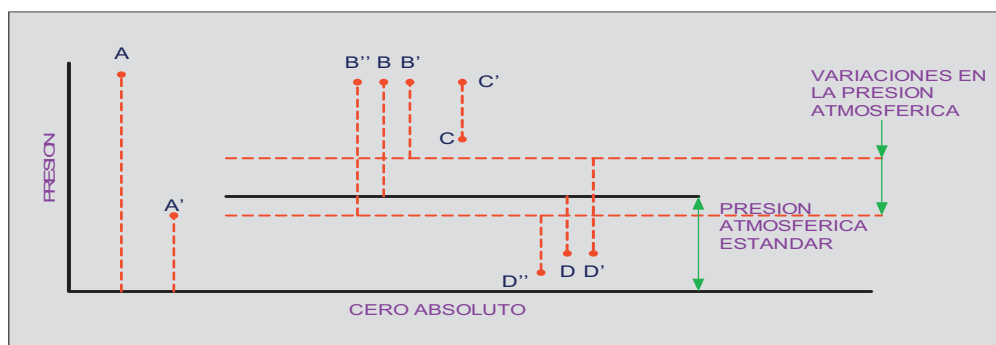 A
B'' B B'
C'
VARIACIONES EN
LA PRESION
ATMOSFERICA
PRESION
C
A'
PRESION
ATMOSFERICA
ESTANDAR
D'' D D'
CERO ABSOLUTO